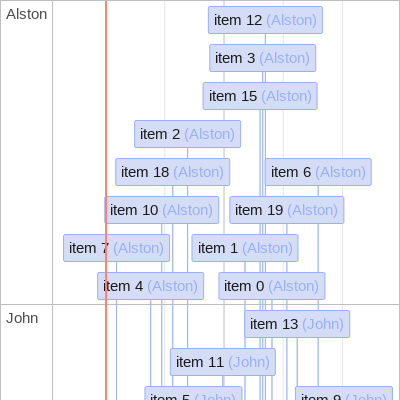 Alston
item 12 (Alston)
item 3 (Alston)
item 15 (Alston)
item 2 (Alston)
item 18 (Alston)
item 6 (Alston)
item 10 (Alston)
item 19 (Alston)
item 7 (Alston)
item 1 (Alston)
item 4 (Alston)
item 0 (Alston)
John
item 13 (John)
item 11 (John)
item 5 (John)
item 9 (John)